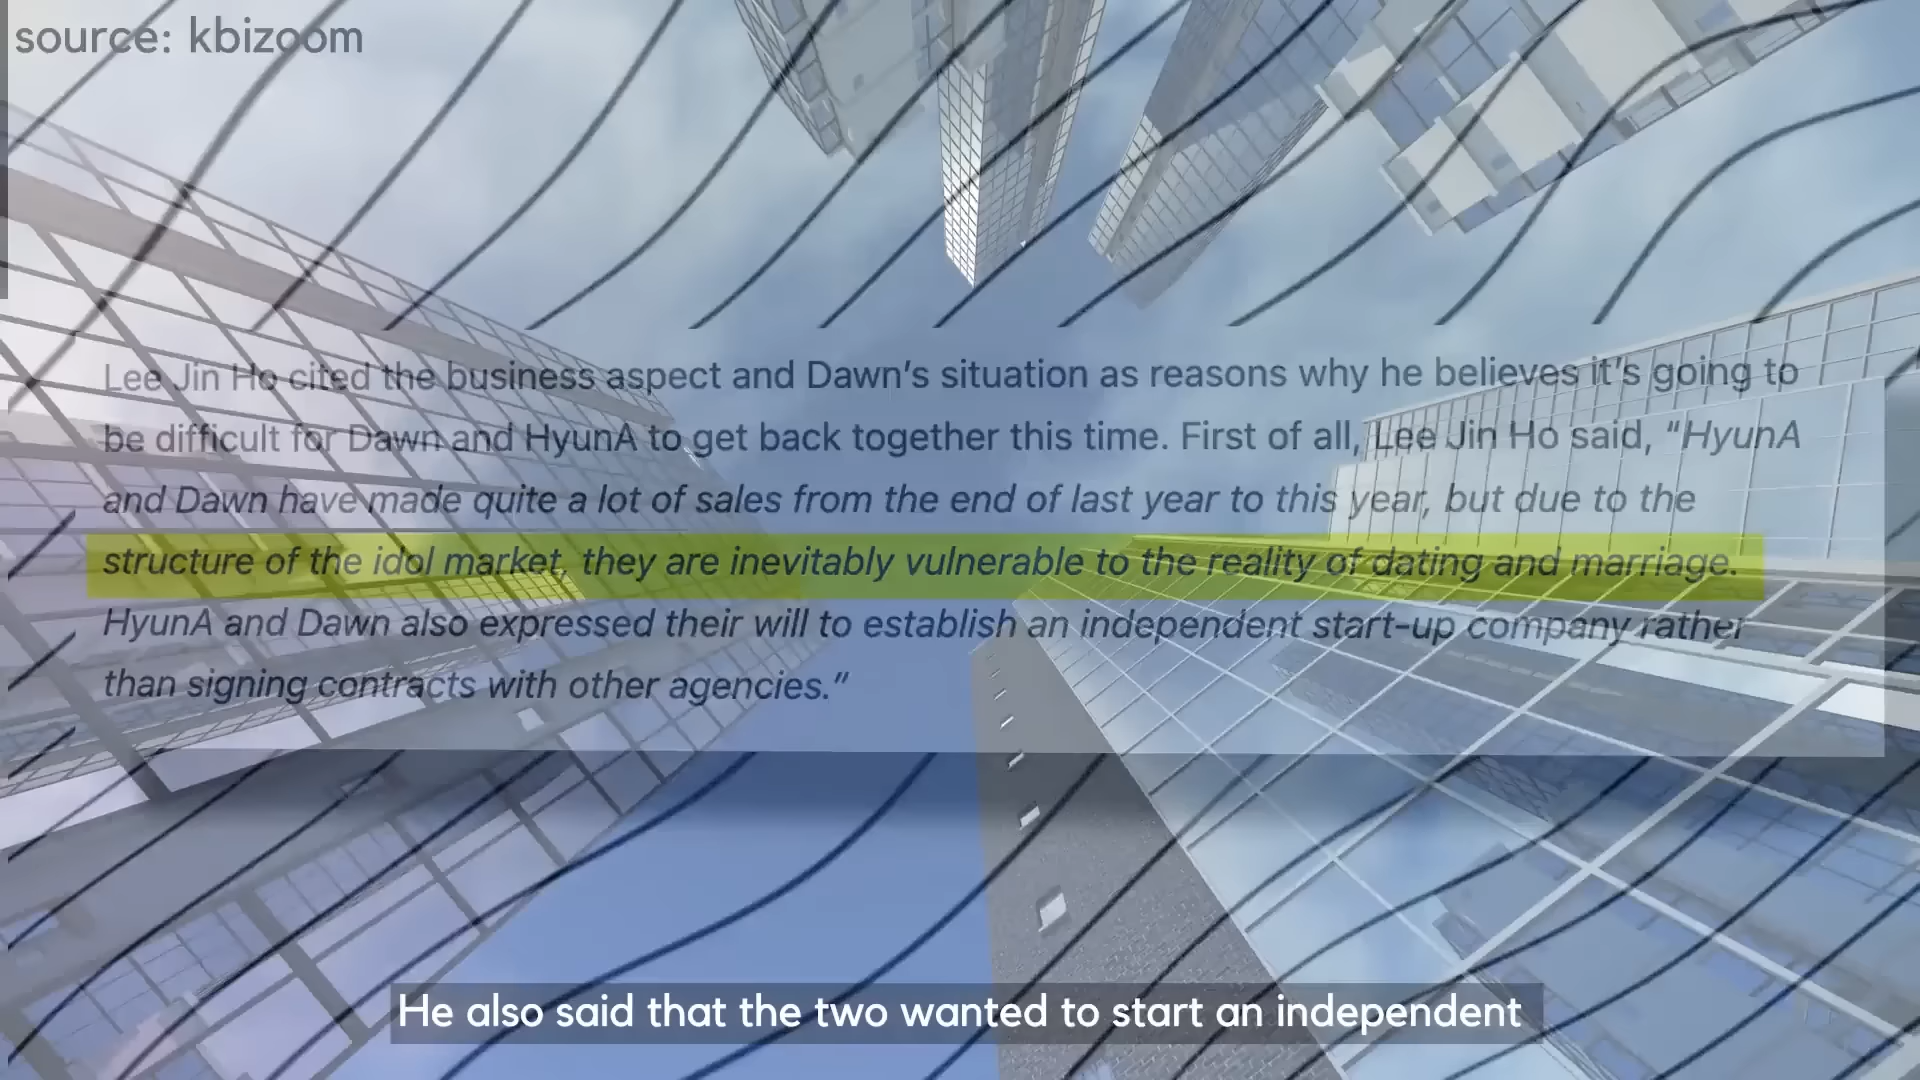 source: kbizoom
Lee Jin Ho cited the business aspect and Dawn's situation as reasons why he believes it's going to
be difficult for Dawn and HyunA to get back together this time. First of all, Lee Jin Ho said, "HyunA
and Dawn have made quite a lot of sales from the end of last year to this year, but due to the
structure of the idol market, they are inevitably vulnerable to the reality of dating and marriage.
HyunA and Dawn also expressed their will to establish an independent start-up company rather
than signing contracts with other agencies."
He also said that the two wanted to start an independent